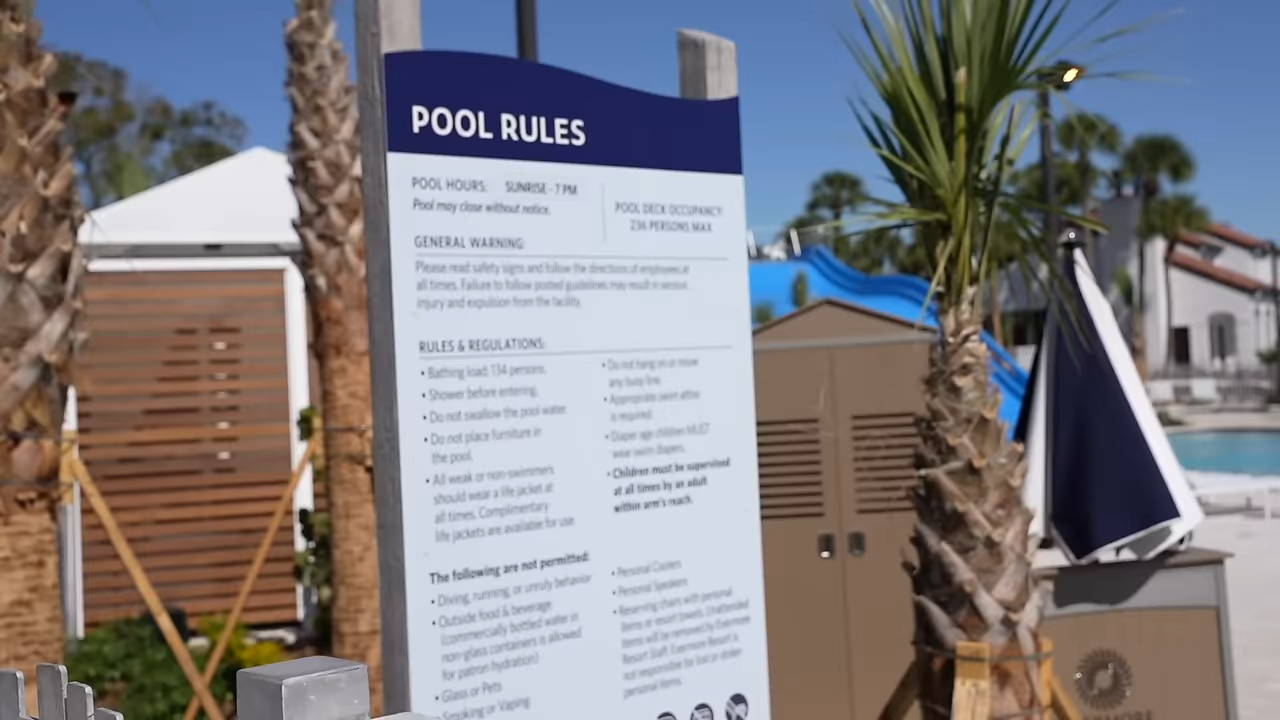 POOL RULES
POOL HOURS: SUNRISE - 7 PM
Pool may close without notice.
POOL DECK OCCUPANCY:
236 PERSONS MAX.
GENERAL WARNING:
Please read safety signs and follow the directions of employees at
all times. Failure to follow posted guidelines may result in serious
injury and expulsion from the facility.
RULES & REGULATIONS:
• Bathing load: 134 persons.
• Shower before entering.
• Do not swallow the pool water.
• Do not place furniture in
the pool.
• All weak or non-swimmers
should wear a life jacket at
all times. Complimentary
life jackets are available for use
• Do not hang on or move
any buoy line.
• Appropriate swim attire
is required.
• Diaper age children MUST
wear swim diapers.
• Children must be supervised
at all times by an adult
within arm's reach.
The following are not permitted:
• Diving, running, or unruly behavior
• Outside food & beverage
(commercially bottled water in
non-glass containers is allowed
for patron hydration)
• Glass or Pets
• Smoking or Vaping
• Personal Coolers
• Personal Speakers
• Reserving chairs with personal
items or resort towels. Unattended
items will be removed by Evermore
Resort Staff. Evermore Resort is
not responsible for lost or stolen
personal items.